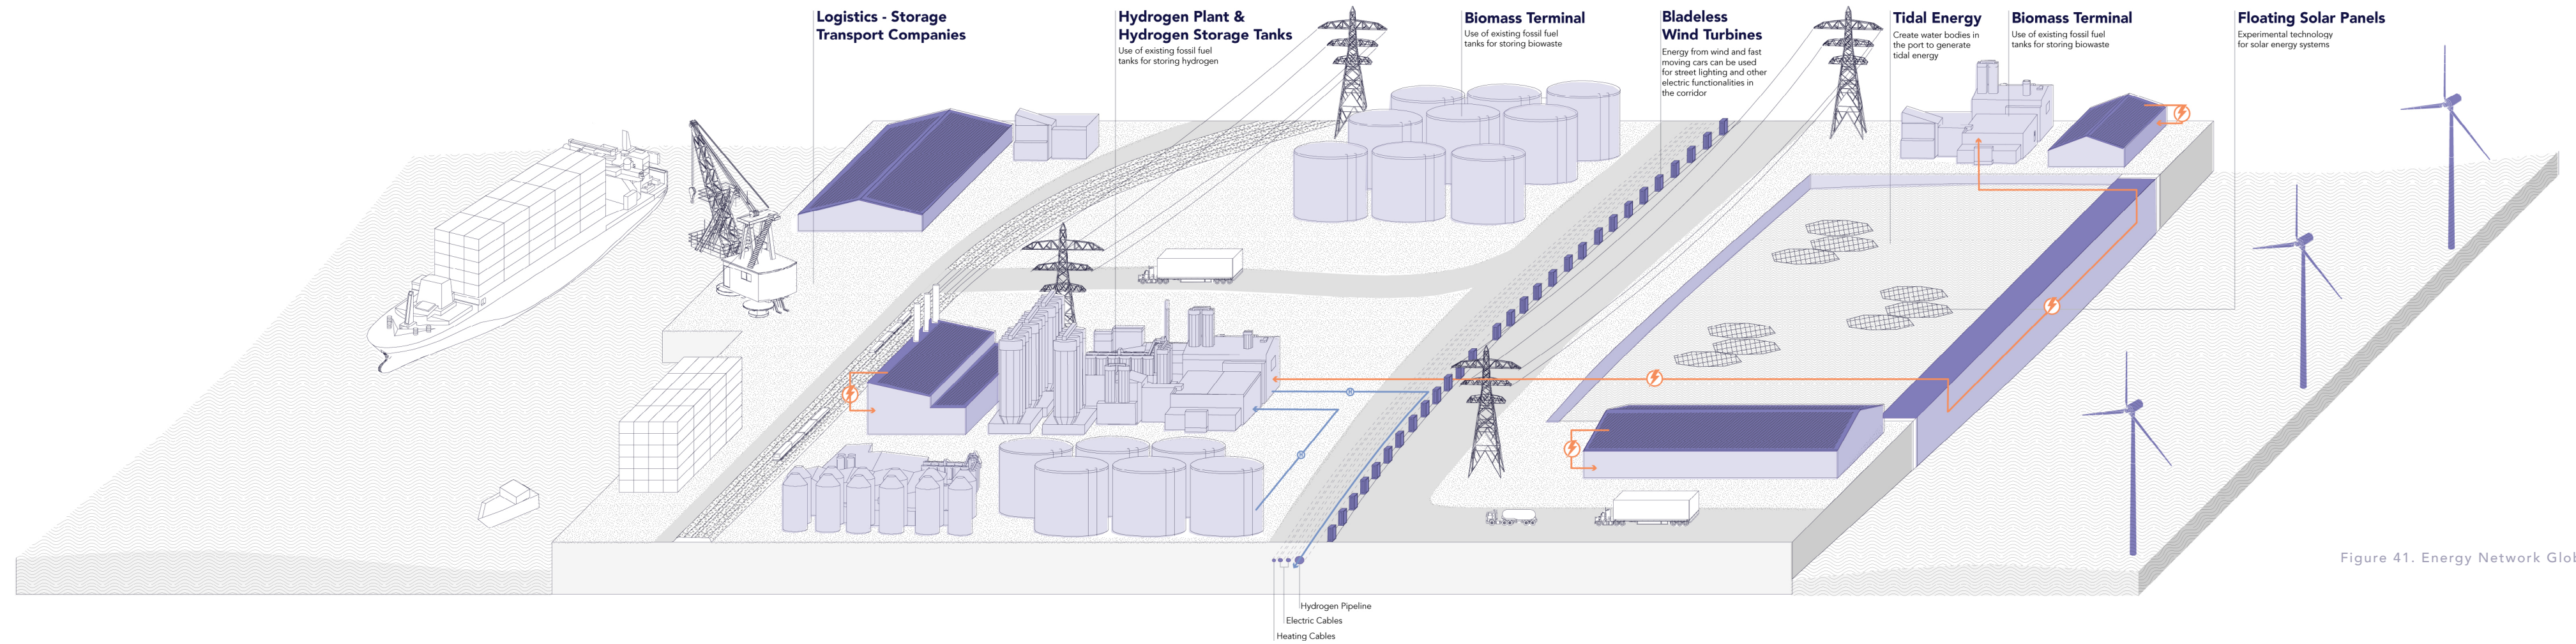 Logistics - Storage
Transport Companies
Hydrogen Plant &
Hydrogen Storage Tanks
Use of existing fossil fuel
tanks for storing hydrogen
Biomass Terminal
Use of existing fossil fuel
tanks for storing biowaste
Bladeless
Wind Turbines
Energy from wind and fast
moving cars can be used
for street lighting and other
electric functionalities in
the corridor
Tidal Energy
Create water bodies in
the port to generate
tidal energy
Biomass Terminal
Use of existing fossil fuel
tanks for storing biowaste
Floating Solar Panels
Experimental technology
for solar energy systems
Hydrogen Pipeline
Electric Cables
Heating Cables
Figure 41. Energy Network Glob